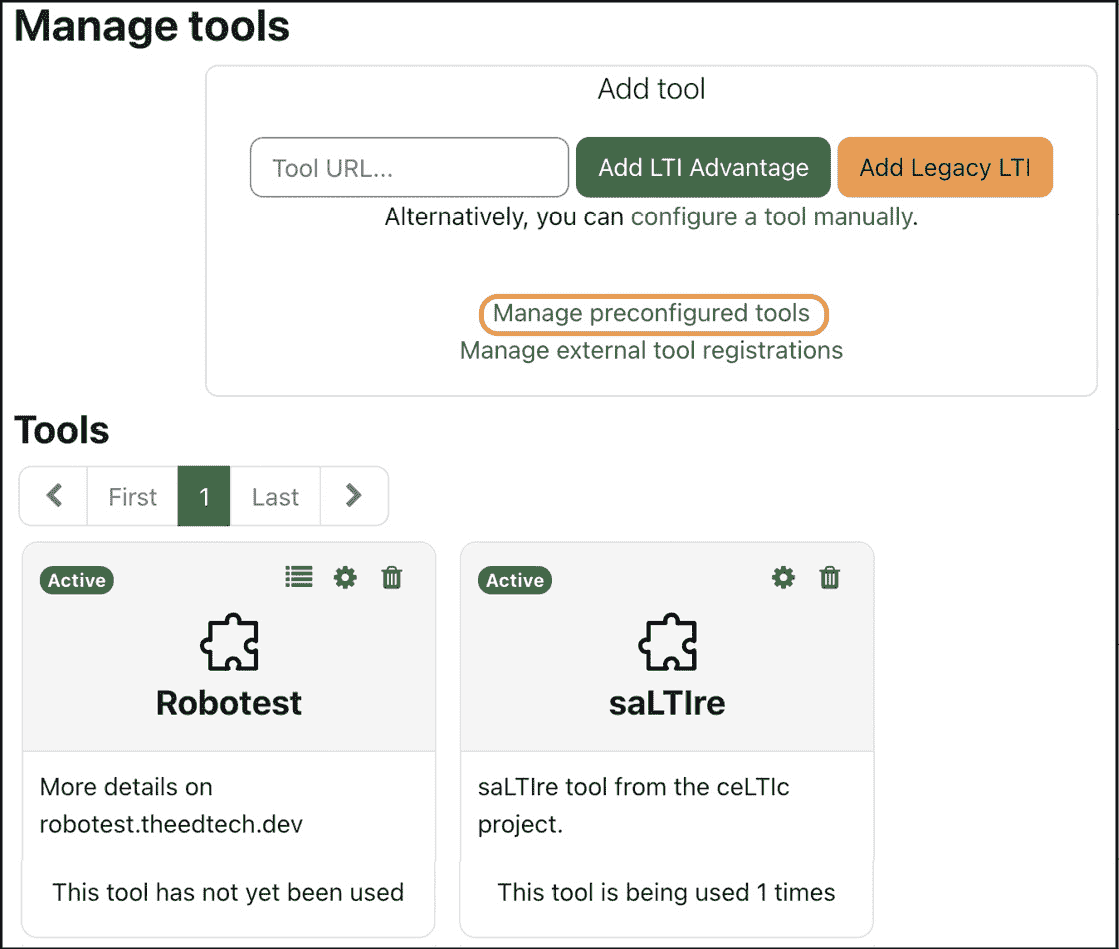 Manage tools
Add tool
Tool URL...
Add LTI Advantage
Add Legacy LTI
Alternatively, you can configure a tool manually.
Manage preconfigured tools
Manage external tool registrations
Tools
First
1
Last
Active
Robotest
More details on
robotest.theedtech.dev
This tool has not yet been used
Active
saLTIre
saLTIre tool from the ceLTIc
project.
This tool is being used 1 times